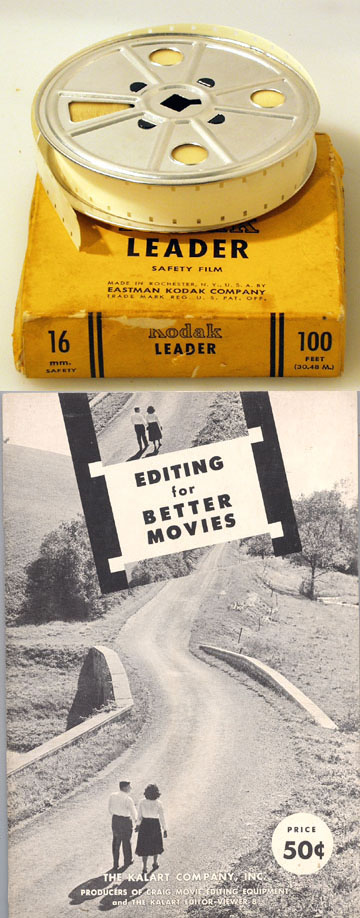 LEADER
SAFETY FILM
MADE IN ROCHESTER, N. Y., U. S. A. BY
EASTMAN KODAK COMPANY
TRADE MARK REG. U. S. PAT. OFF.
16
mm.
SAFETY
Kodak
LEADER
100
FEET
(30.48 M.)
EDITING
for
BETTER
MOVIES
PRICE
50¢
THE KALART COMPANY, INC.
PRODUCERS OF CRAIG MOVIE EDITING EQUIPMENT
and THE KALART EDITOR-VIEWER 8